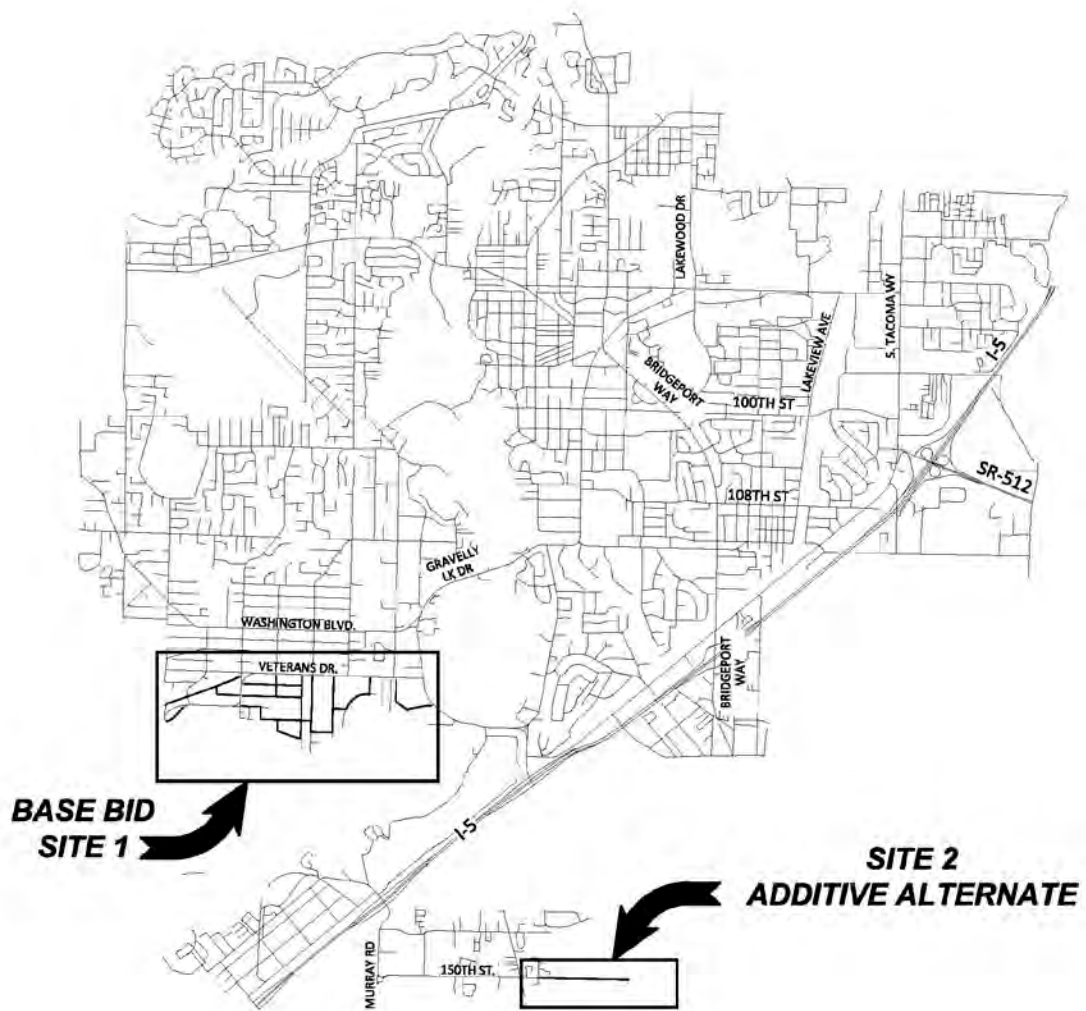 LAKEWOOD DR
S. TACOMA WY
LAKEVIEW AVE
I-5
BRIDGEPORT
WAY
100TH ST
SR-512
108TH ST
GRAVELLY
LK DR
WASHINGTON BLVD.
BRIDGEPORT
WAY
VETERANS DR.
BASE BID
SITE 1
I-5
SITE 2
ADDITIVE ALTERNATE
MURRAY RD
150TH ST.